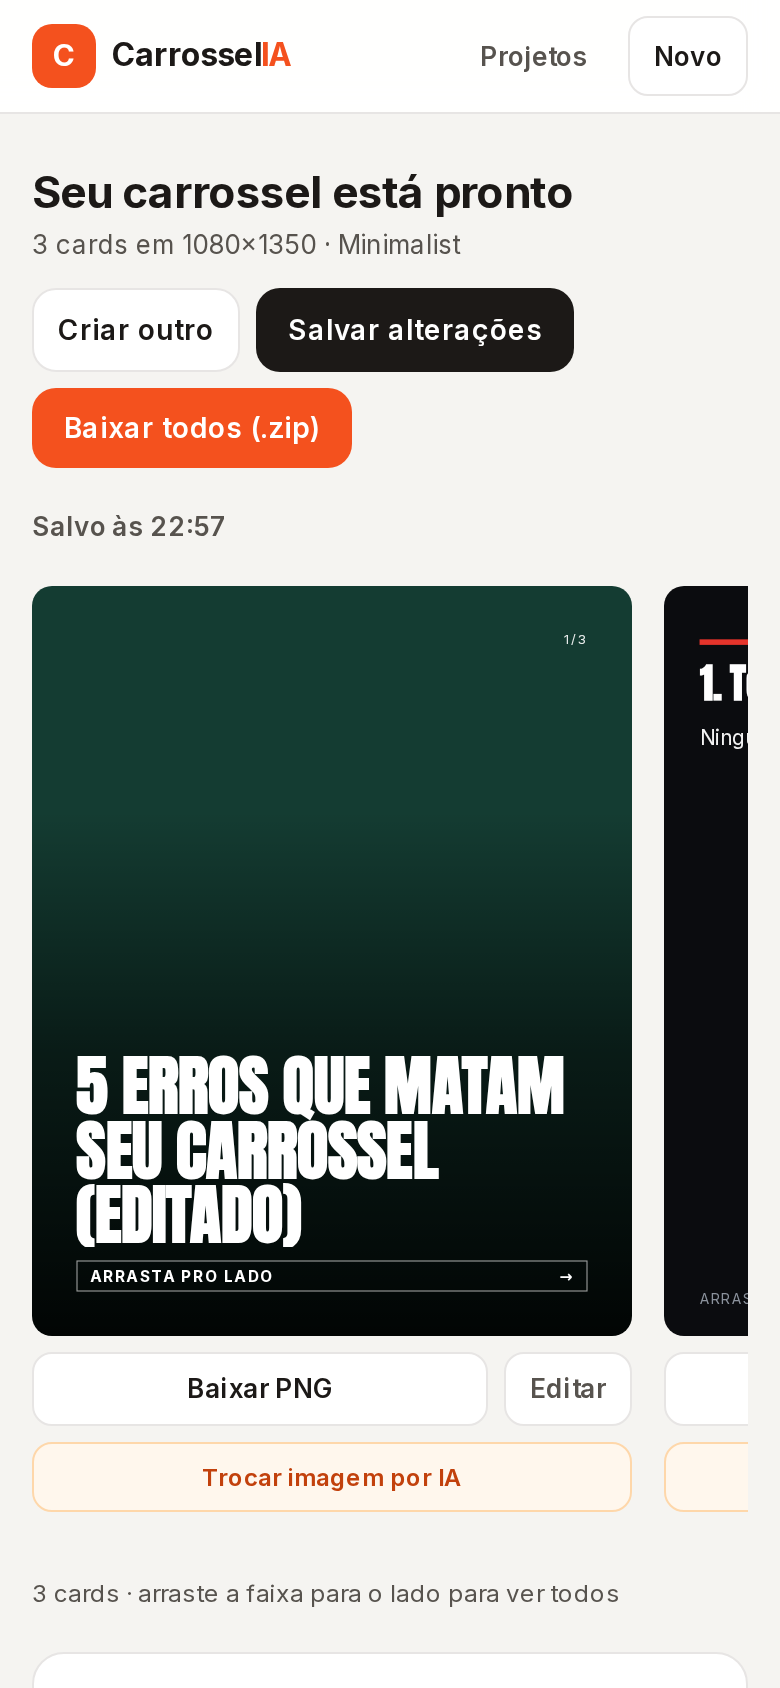 C CarrosselIA Projetos Novo
Seu carrossel está pronto
3 cards em 1080×1350 · Minimalist
Criar outro Salvar alterações
Baixar todos (.zip)
Salvo às 22:57
1/3
5 ERROS QUE MATAM
SEU CARROSSEL
(EDITADO)
ARRASTA PRO LADO →
1.
Baixar PNG Editar
Trocar imagem por IA
3 cards · arraste a faixa para o lado para ver todos